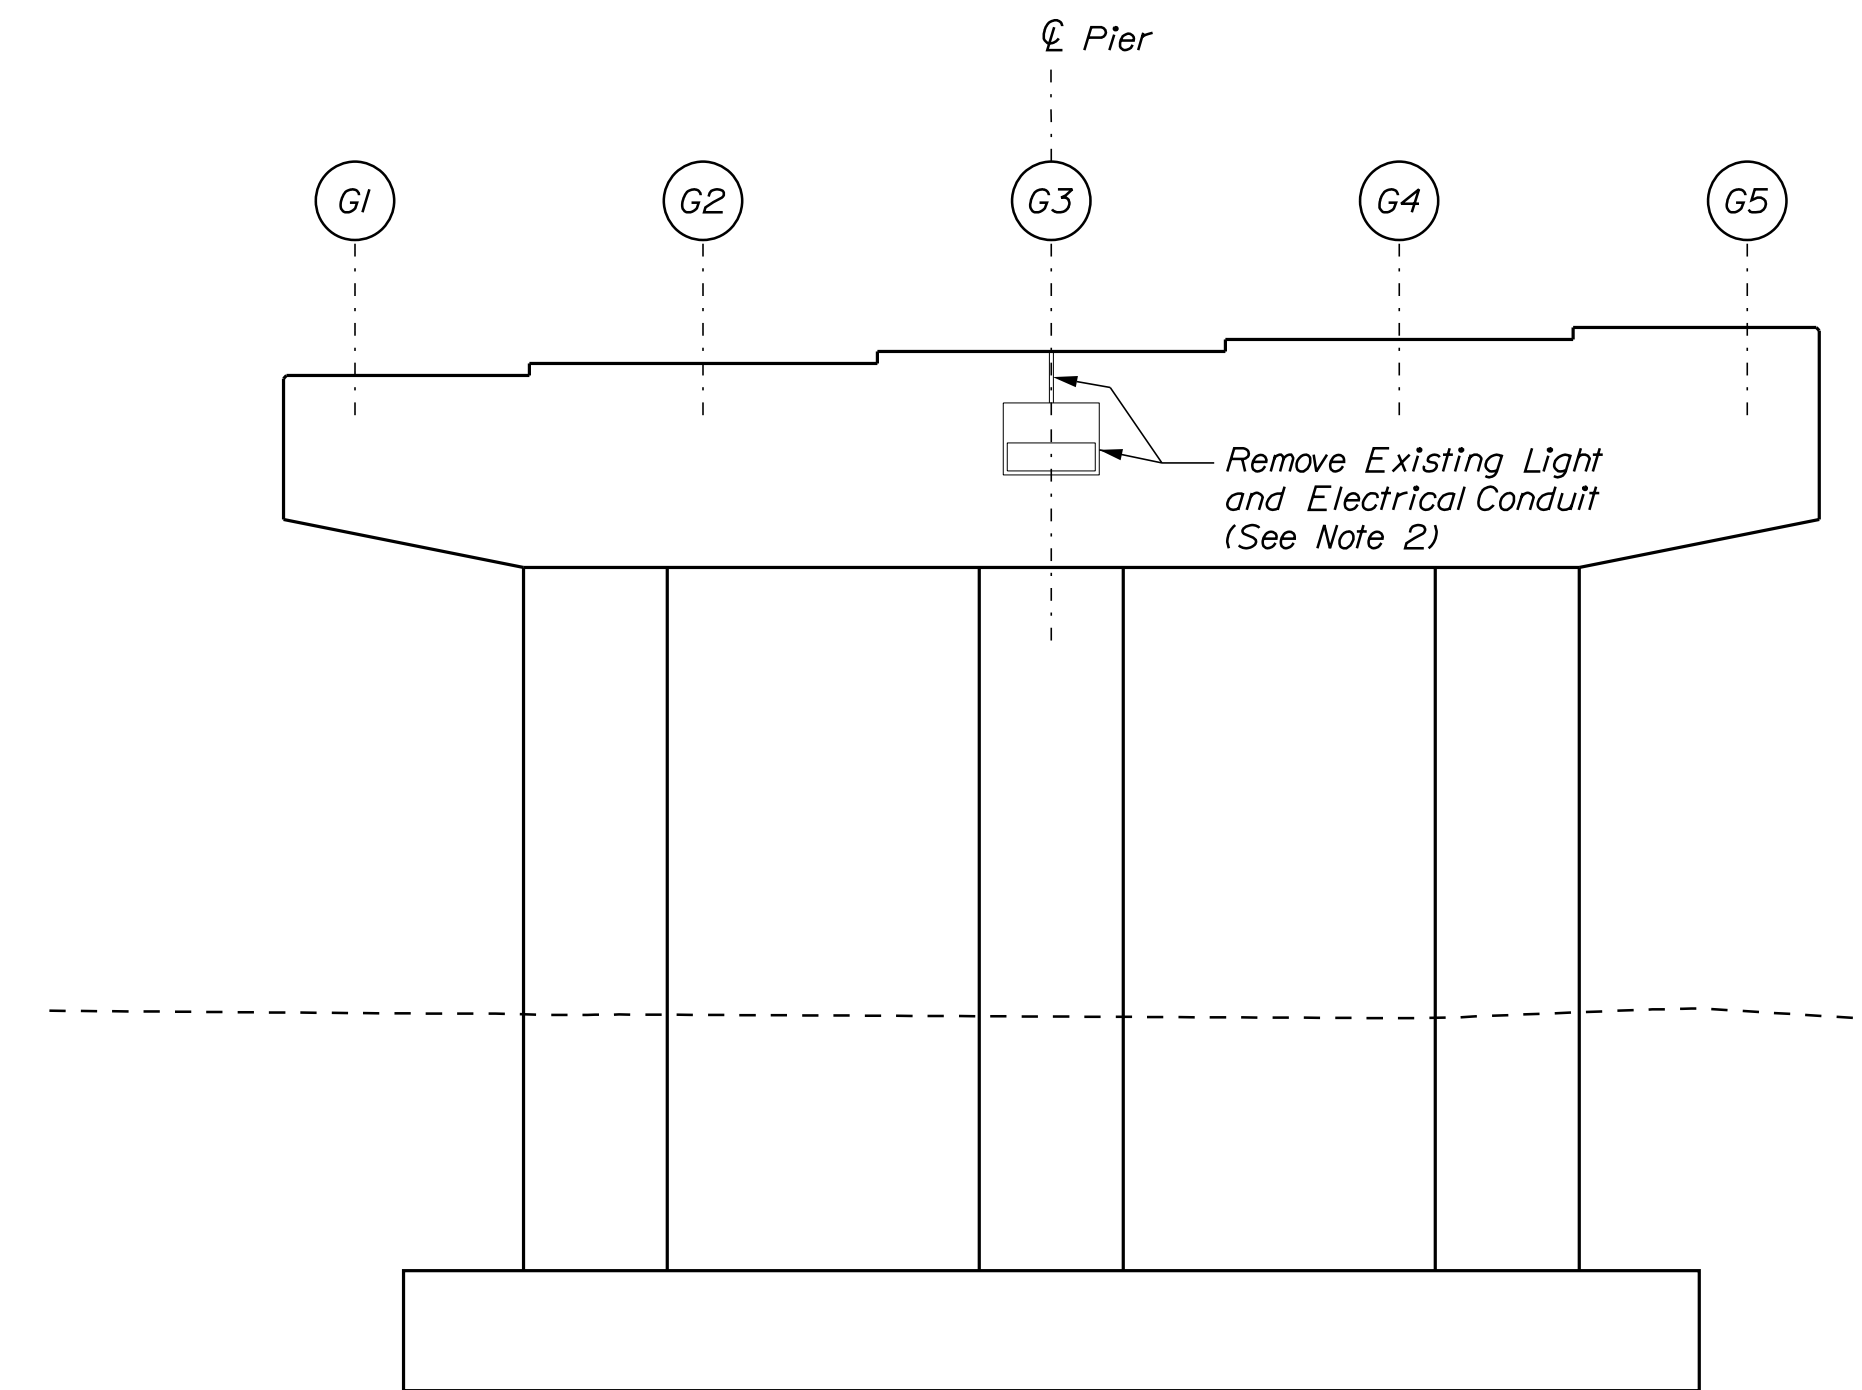 ℄ Pier
G1 G2 G3 G4 G5
Remove Existing Light
and Electrical Conduit
(See Note 2)